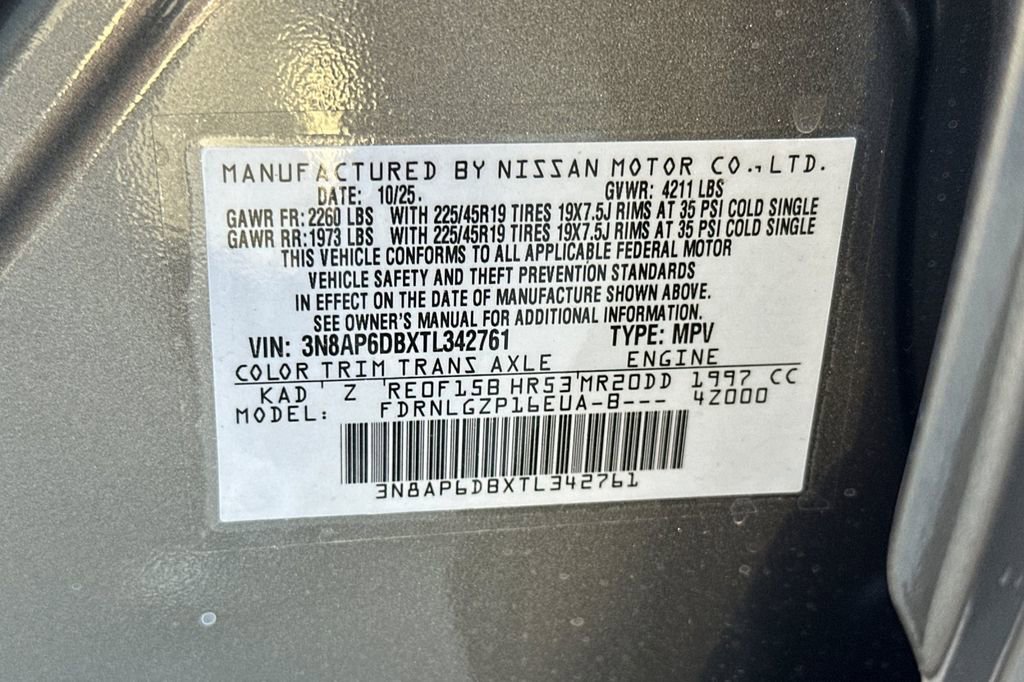 MANUFACTURED BY NISSAN MOTOR CO.,LTD.
DATE: 10/25. GVWR: 4211 LBS
GAWR FR: 2260 LBS WITH 225/45R19 TIRES 19X7.5J RIMS AT 35 PSI COLD SINGLE
GAWR RR: 1973 LBS WITH 225/45R19 TIRES 19X7.5J RIMS AT 35 PSI COLD SINGLE
THIS VEHICLE CONFORMS TO ALL APPLICABLE FEDERAL MOTOR
VEHICLE SAFETY AND THEFT PREVENTION STANDARDS
IN EFFECT ON THE DATE OF MANUFACTURE SHOWN ABOVE.
SEE OWNER'S MANUAL FOR ADDITIONAL INFORMATION.
VIN: 3N8AP6DBXTL342761 TYPE: MPV
COLOR TRIM TRANS AXLE ENGINE
KAD Z RE0F15B HR53 MR20DD 1997 CC
MODEL: FDRNLGZP16EUA-B--- 4Z000
3N8AP6DBXTL342761